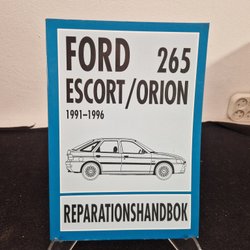 FORD 265
ESCORT/ORION
1991-1996
REPARATIONSHANDBOK